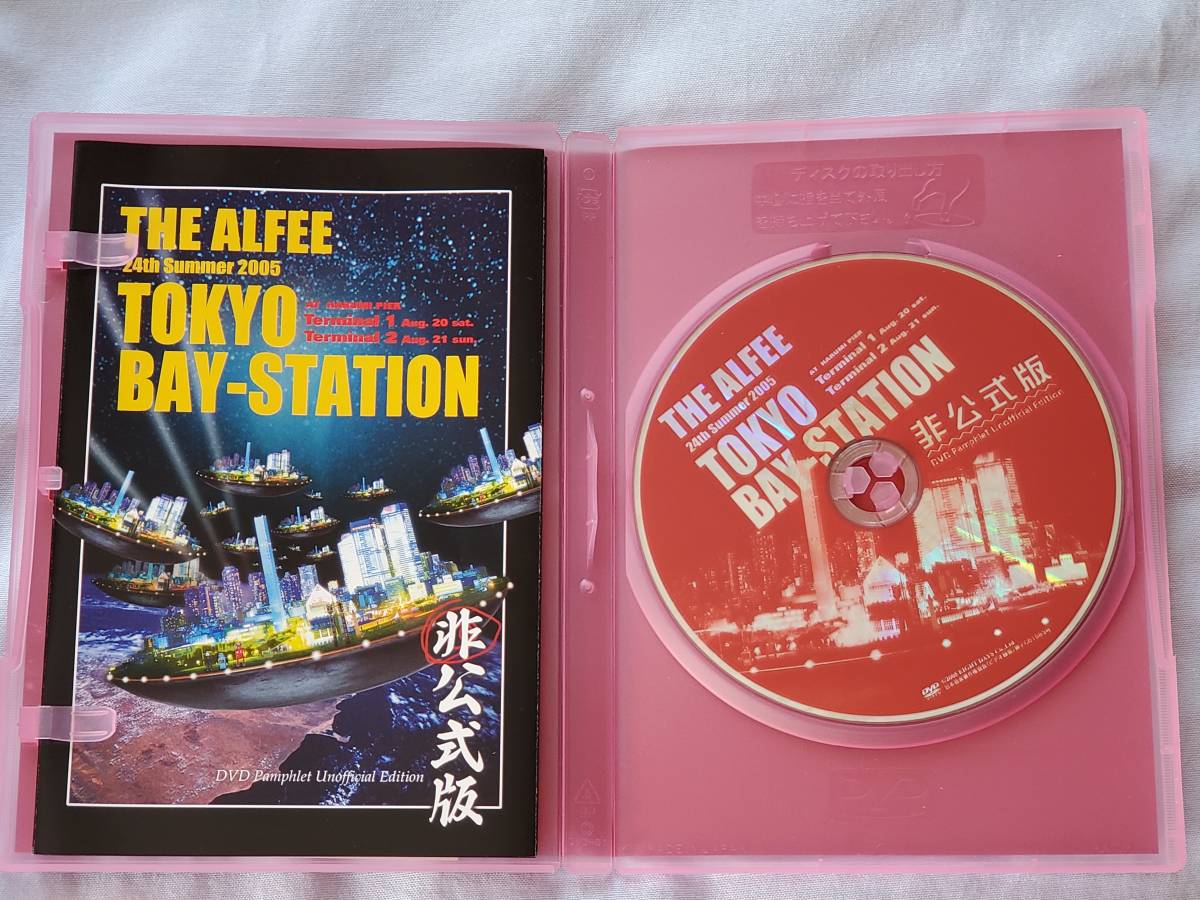 THE ALFEE
24th Summer 2005
TOKYO
BAY-STATION
AT HARUMI PIER
Terminal 1 Aug. 20 sat.
Terminal 2 Aug. 21 sun.
非公式版
DVD Pamphlet Unofficial Edition
ディスクの取り出し方
THE ALFEE
24th Summer 2005
TOKYO
BAY-STATION
AT HARUMI PIER
Terminal 1 Aug. 20 sat.
Terminal 2 Aug. 21 sun.
非公式版
DVD Pamphlet Unofficial Edition
DVD